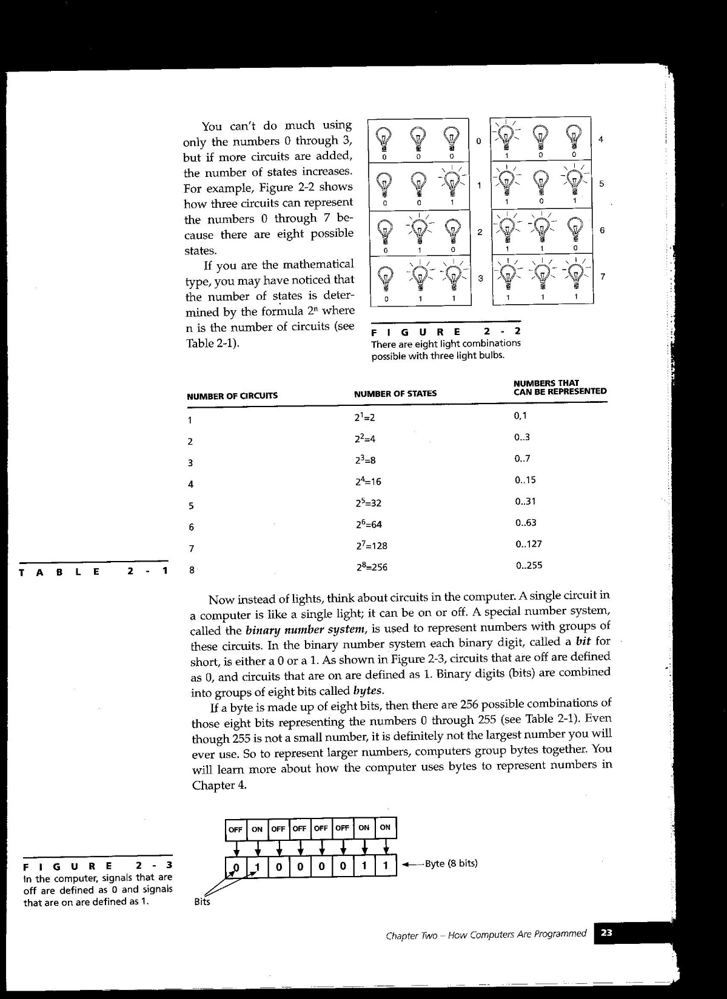 You can't do much using
only the numbers 0 through 3,
but if more circuits are added,
the number of states increases.
For example, Figure 2-2 shows
how three circuits can represent
the numbers 0 through 7 be-
cause there are eight possible
states.
If you are the mathematical
type, you may have noticed that
the number of states is deter-
mined by the formula 2ⁿ where
n is the number of circuits (see
Table 2-1).
0 0 0 0
0 0 1 1
0 1 0 2
0 1 1 3
1 0 0 4
1 0 1 5
1 1 0 6
1 1 1 7
FIGURE 2-2
There are eight light combinations
possible with three light bulbs.
NUMBER OF CIRCUITS NUMBER OF STATES NUMBERS THAT
CAN BE REPRESENTED
1 2¹=2 0,1
2 2²=4 0..3
3 2³=8 0..7
4 2⁴=16 0..15
5 2⁵=32 0..31
6 2⁶=64 0..63
7 2⁷=128 0..127
8 2⁸=256 0..255
TABLE 2-1
Now instead of lights, think about circuits in the computer. A single circuit in
a computer is like a single light; it can be on or off. A special number system,
called the binary number system, is used to represent numbers with groups of
these circuits. In the binary number system each binary digit, called a bit for
short, is either a 0 or a 1. As shown in Figure 2-3, circuits that are off are defined
as 0, and circuits that are on are defined as 1. Binary digits (bits) are combined
into groups of eight bits called bytes.
If a byte is made up of eight bits, then there are 256 possible combinations of
those eight bits representing the numbers 0 through 255 (see Table 2-1). Even
though 255 is not a small number, it is definitely not the largest number you will
ever use. So to represent larger numbers, computers group bytes together. You
will learn more about how the computer uses bytes to represent numbers in
Chapter 4.
OFF ON OFF OFF OFF OFF ON ON
0 1 0 0 0 0 1 1 Byte (8 bits)
Bits
FIGURE 2-3
In the computer, signals that are
off are defined as 0 and signals
that are on are defined as 1.
Chapter Two – How Computers Are Programmed 23